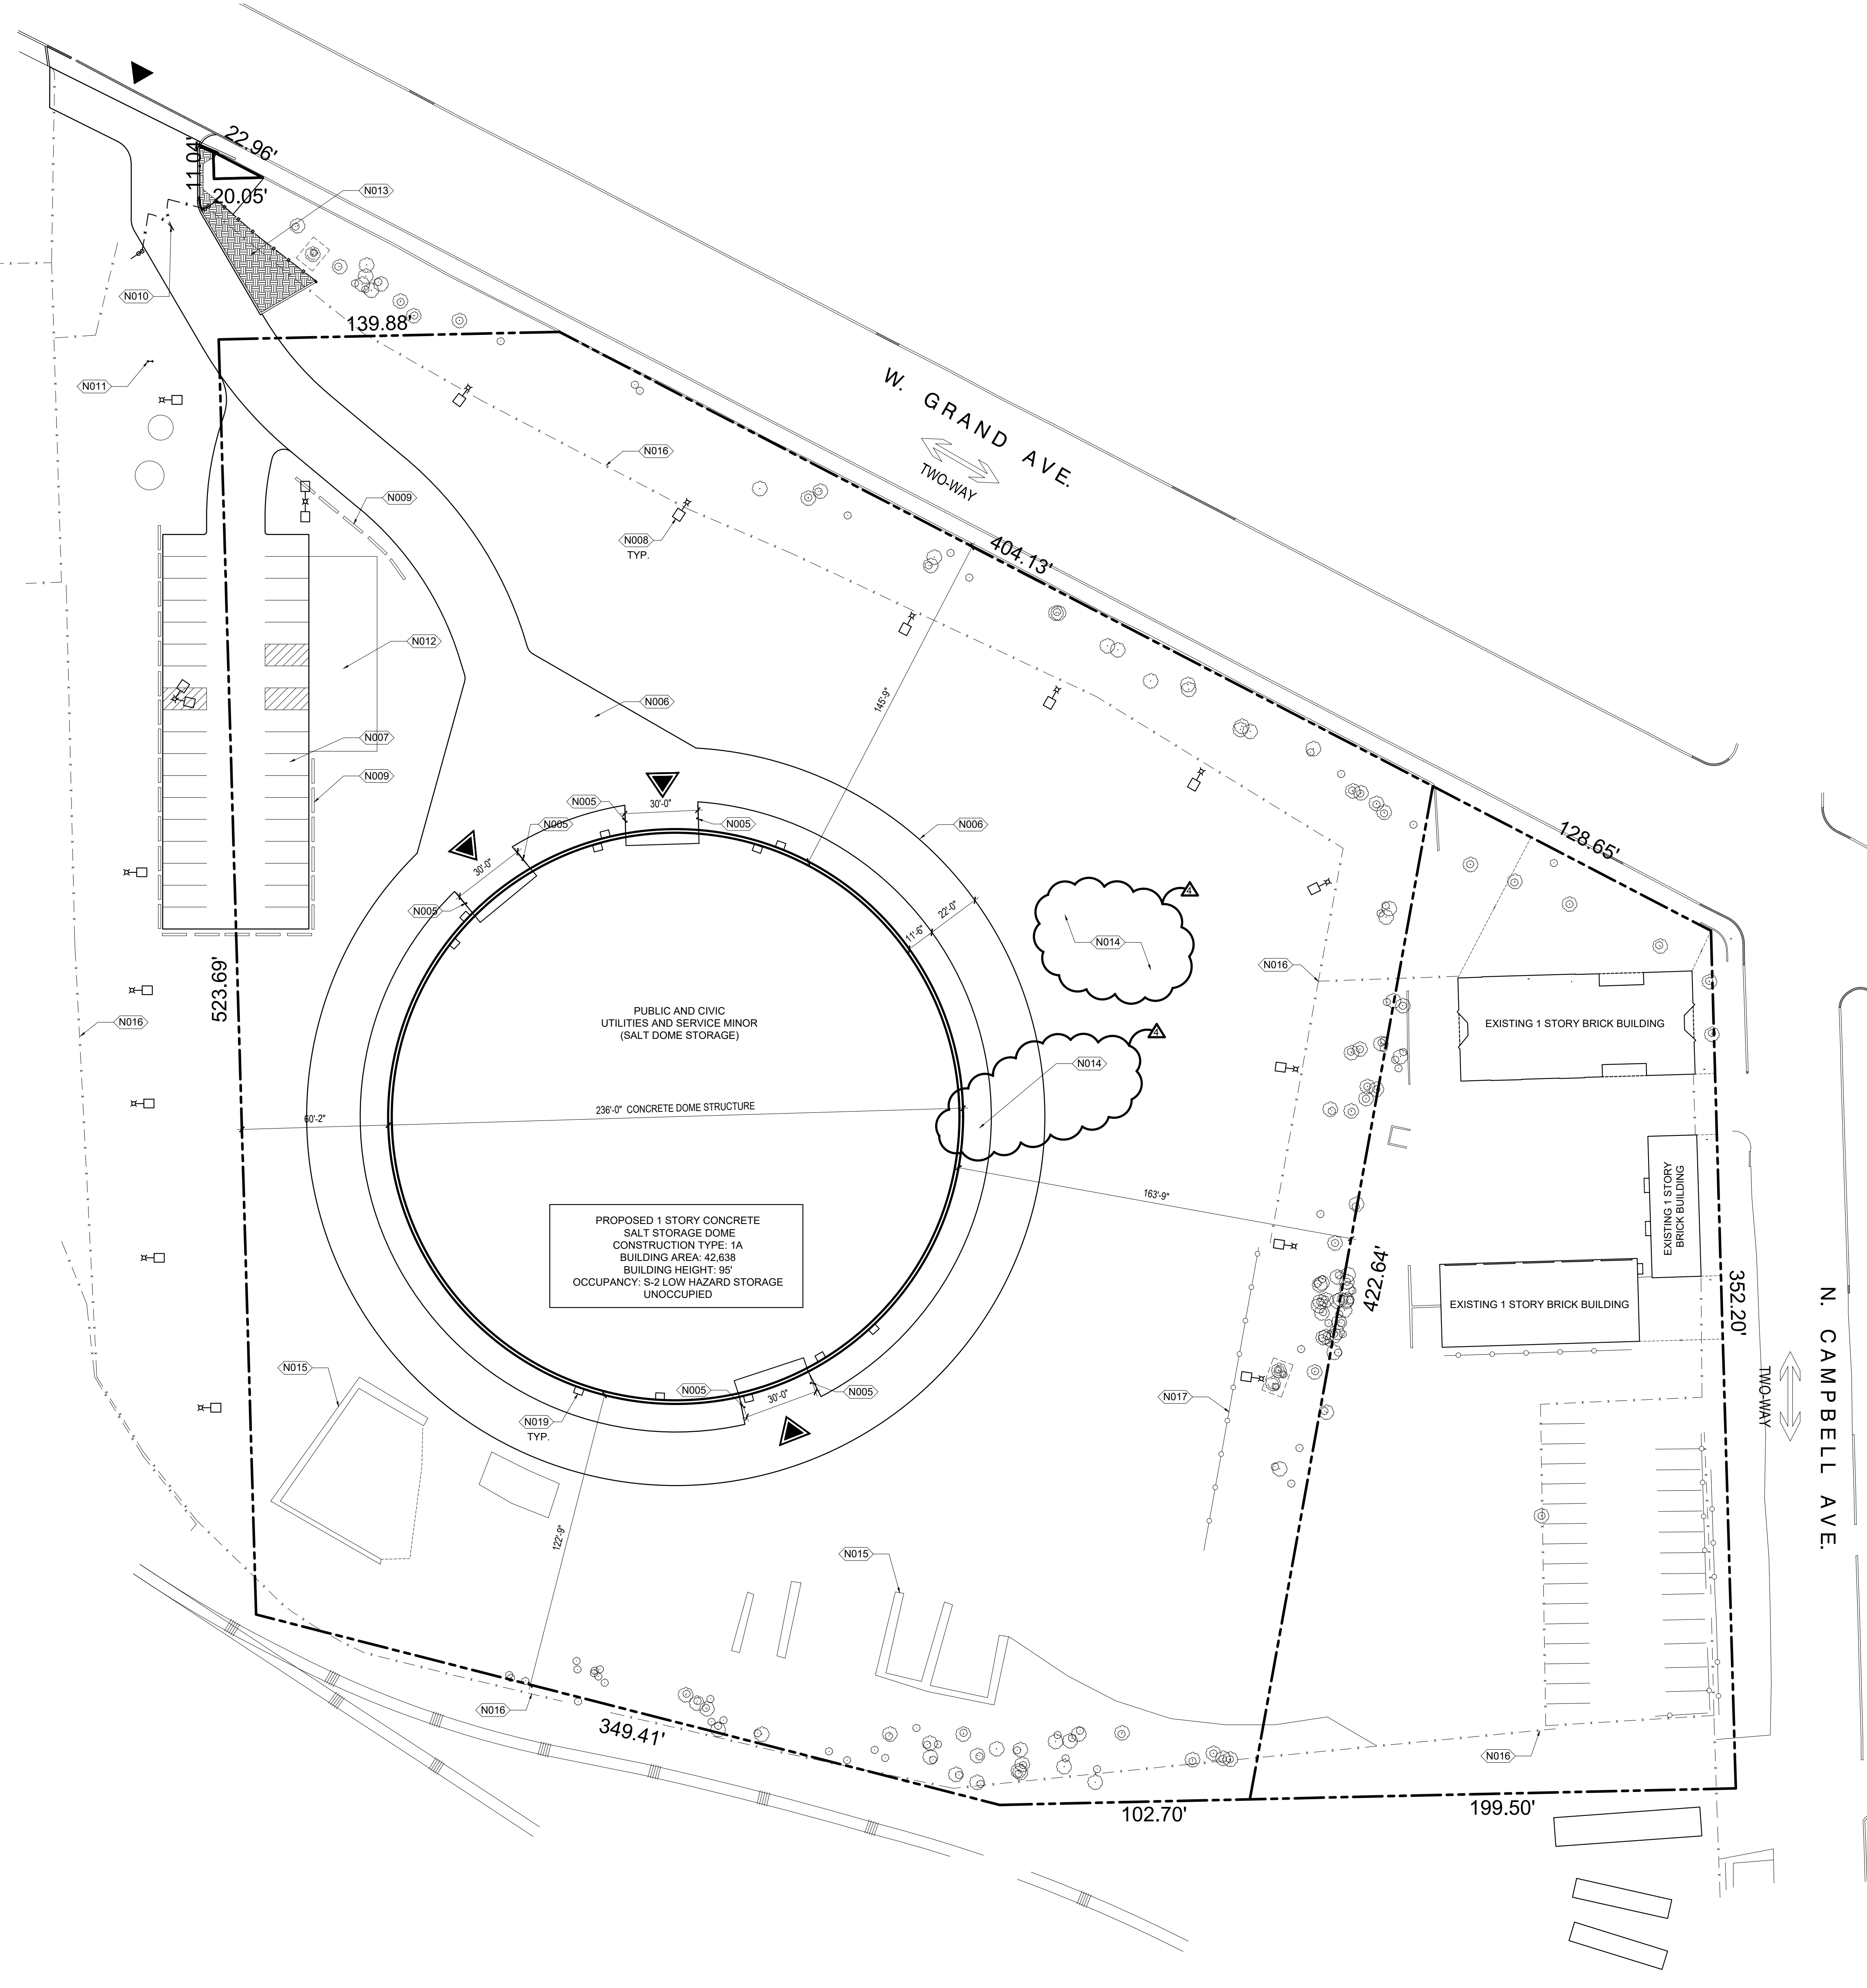 22.96'
11.04'
20.05'
N013
N010
139.88'
N011
W. GRAND AVE.
TWO-WAY
N016
N009
N008
TYP.
404.13'
N012
N006
145'-9"
N007
N009
N005
30'-0"
N005
N005
N006
128.65'
30'-0"
N005
22'-0"
11'-6"
4
N014
N016
523.69'
N016
PUBLIC AND CIVIC
UTILITIES AND SERVICE MINOR
(SALT DOME STORAGE)
EXISTING 1 STORY BRICK BUILDING
4
N014
236'-0" CONCRETE DOME STRUCTURE
60'-2"
163'-9"
EXISTING 1 STORY
BRICK BUILDING
PROPOSED 1 STORY CONCRETE
SALT STORAGE DOME
CONSTRUCTION TYPE: 1A
BUILDING AREA: 42,638
BUILDING HEIGHT: 95'
OCCUPANCY: S-2 LOW HAZARD STORAGE
UNOCCUPIED
422.64'
EXISTING 1 STORY BRICK BUILDING
352.20'
N. CAMPBELL AVE.
TWO-WAY
N015
N005
30'-0"
N005
N017
N019
TYP.
122'-9"
N015
N016
349.41'
N016
102.70'
199.50'